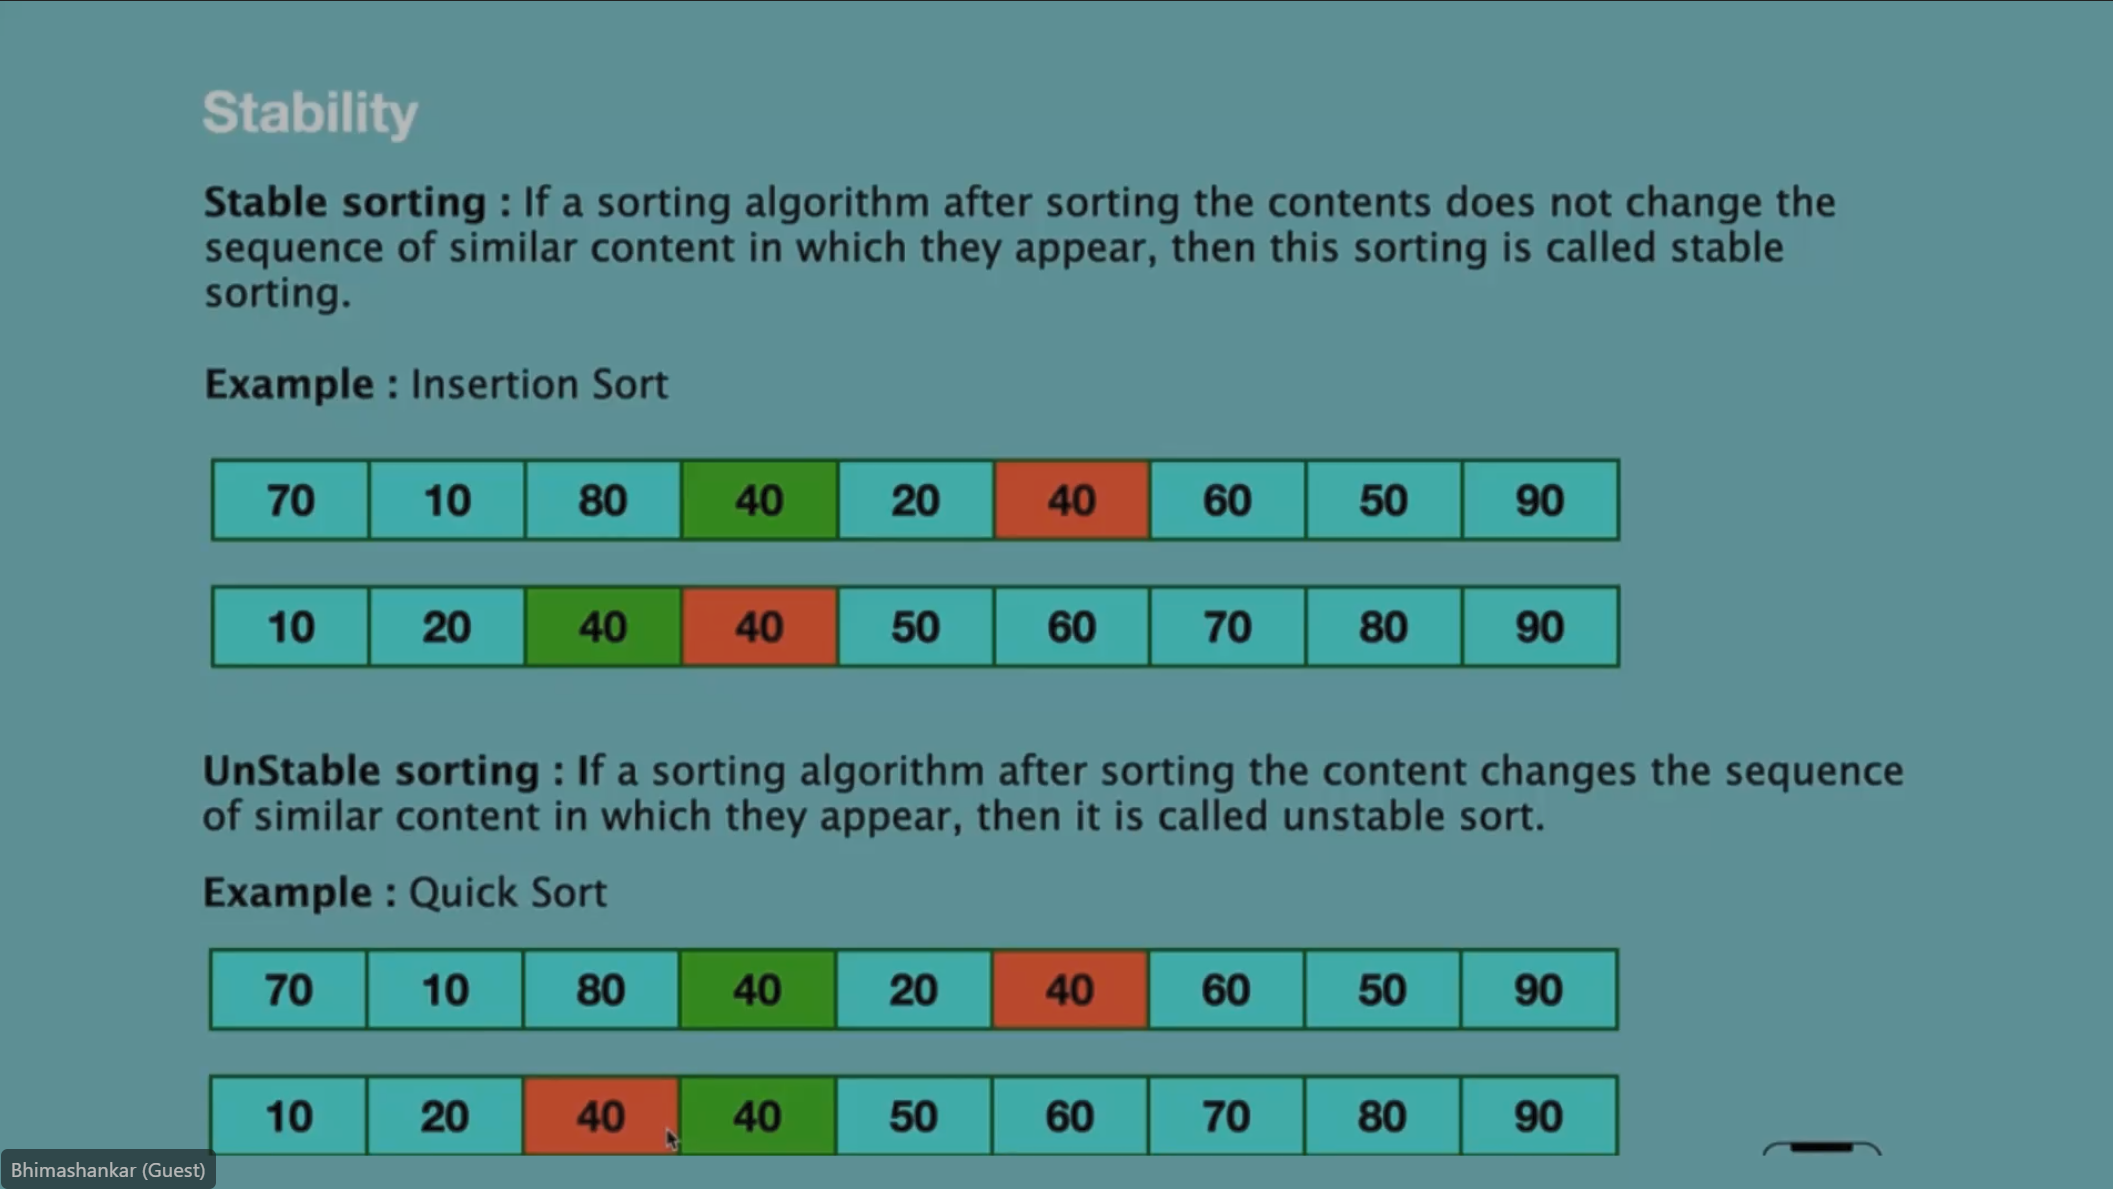 Stability
Stable sorting : If a sorting algorithm after sorting the contents does not change the
sequence of similar content in which they appear, then this sorting is called stable
sorting.
Example : Insertion Sort
70 10 80 40 20 40 60 50 90
10 20 40 40 50 60 70 80 90
UnStable sorting : If a sorting algorithm after sorting the content changes the sequence
of similar content in which they appear, then it is called unstable sort.
Example : Quick Sort
70 10 80 40 20 40 60 50 90
10 20 40 40 50 60 70 80 90
Bhimashankar (Guest)